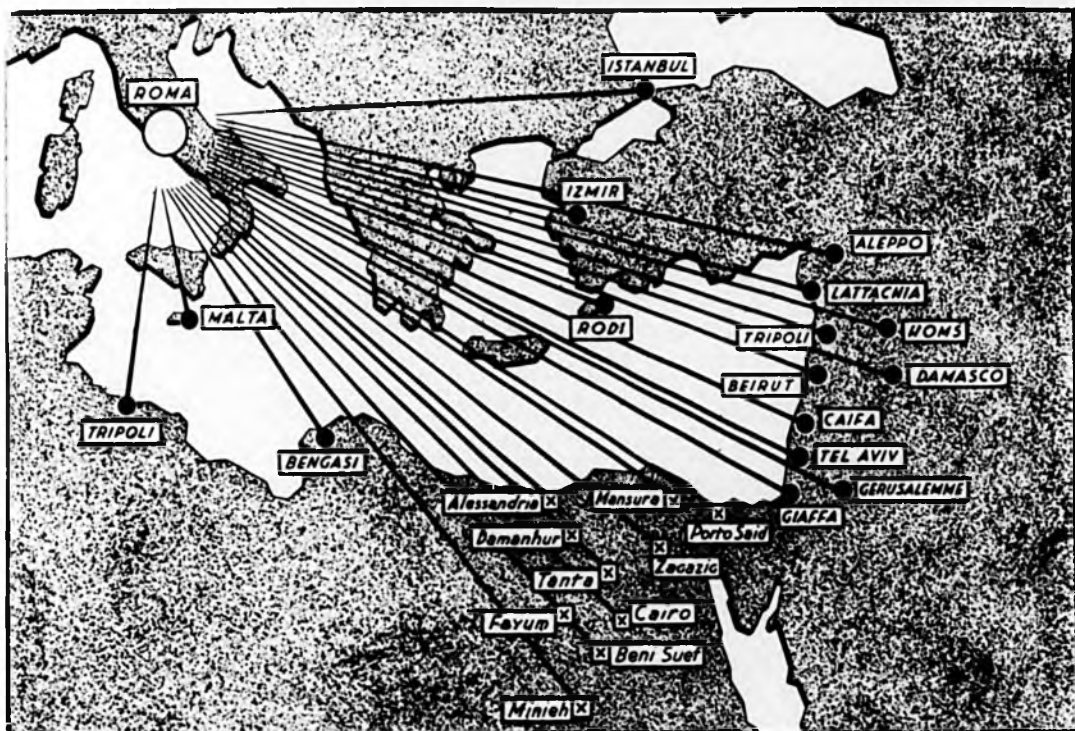 ISTANBUL
ROMA
IZMIR
ALEPPO
LATTACHIA
MALTA
RODI
TRIPOLI
HOMS
BEIRUT
DAMASCO
TRIPOLI
CAIFA
BENGASI
TEL AVIV
GERUSALEMME
Alessandria
Mansura
GIAFFA
Porto Said
Damanhur
Zagazig
Tanta
Fayum
Cairo
Beni Suef
Minieh